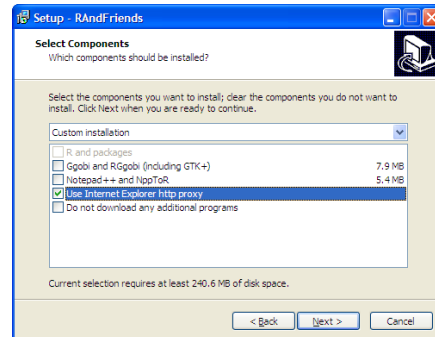 Setup - RAndFriends
Select Components
Which components should be installed?
Select the components you want to install; clear the components you do not want to
install. Click Next when you are ready to continue.
Custom installation
R and packages
Ggobi and RGgobi (including GTK+) 7.9 MB
Notepad++ and NppToR 5.4 MB
Use Internet Explorer http proxy
Do not download any additional programs
Current selection requires at least 240.6 MB of disk space.
< Back Next > Cancel